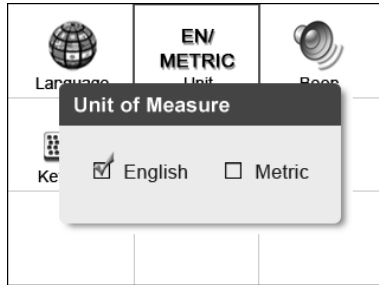 EN/
METRIC
Language Unit Beep
Unit of Measure
Ke
English Metric